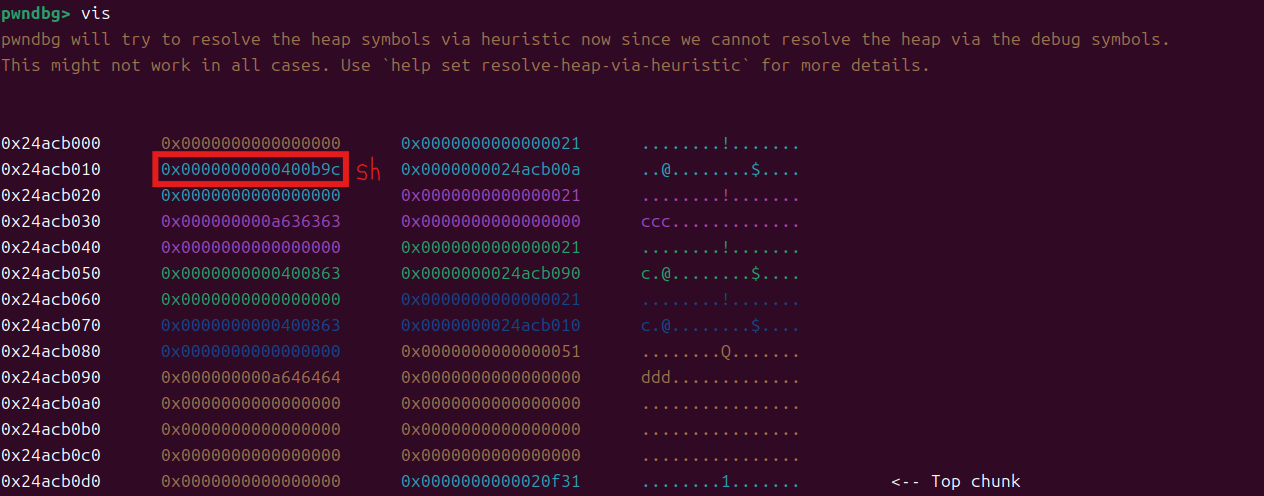 pwndbg> vis
pwndbg will try to resolve the heap symbols via heuristic now since we cannot resolve the heap via the debug symbols.
This might not work in all cases. Use `help set resolve-heap-via-heuristic` for more details.
0x24acb000 0x0000000000000000 0x0000000000000021 ........!.......
0x24acb010 0x0000000000400b9c sh 0x0000000024acb00a ..@........$....
0x24acb020 0x0000000000000000 0x0000000000000021 ........!.......
0x24acb030 0x000000000a636363 0x0000000000000000 ccc.............
0x24acb040 0x0000000000000000 0x0000000000000021 ........!.......
0x24acb050 0x0000000000400863 0x0000000024acb090 c.@........$....
0x24acb060 0x0000000000000000 0x0000000000000021 ........!.......
0x24acb070 0x0000000000400863 0x0000000024acb010 c.@........$....
0x24acb080 0x0000000000000000 0x0000000000000051 ........Q.......
0x24acb090 0x000000000a646464 0x0000000000000000 ddd.............
0x24acb0a0 0x0000000000000000 0x0000000000000000 ................
0x24acb0b0 0x0000000000000000 0x0000000000000000 ................
0x24acb0c0 0x0000000000000000 0x0000000000000000 ................
0x24acb0d0 0x0000000000000000 0x0000000000020f31 ........1....... <-- Top chunk